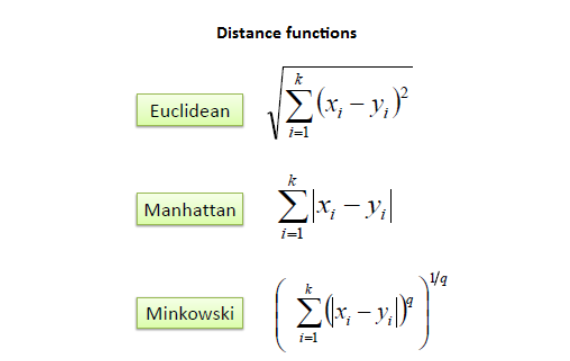 Distance functions
Euclidean √(∑_{i=1}^{k} (x_i − y_i)²)
Manhattan ∑_{i=1}^{k} |x_i − y_i|
Minkowski (∑_{i=1}^{k} (|x_i − y_i|)^q)^{1/q}